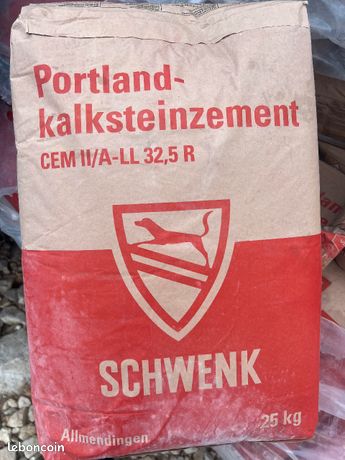 Portland-
kalksteinzement
CEM II/A-LL 32,5 R
SCHWENK
25 kg
Allmendingen
leboncoin